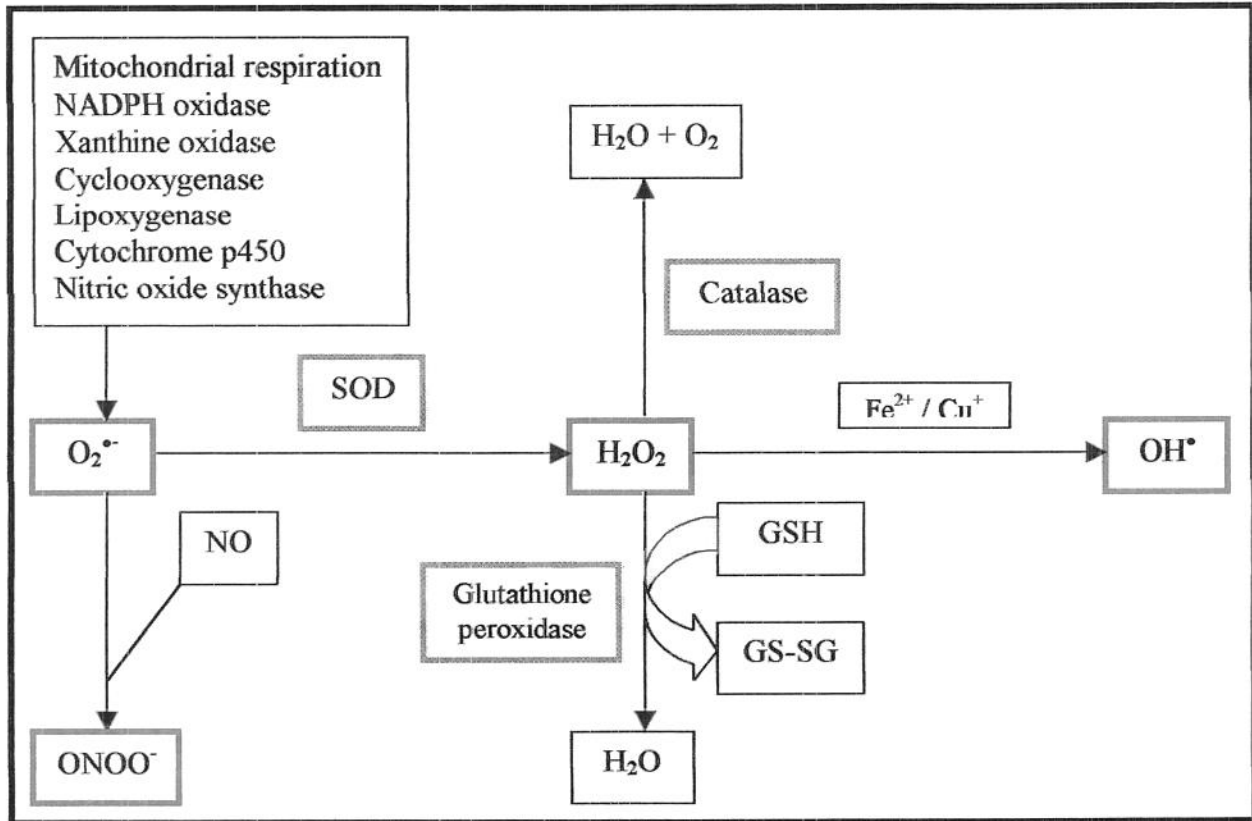 Mitochondrial respiration
NADPH oxidase
Xanthine oxidase
Cyclooxygenase
Lipoxygenase
Cytochrome p450
Nitric oxide synthase
H₂O + O₂
Catalase
SOD
Fe²⁺ / Cu⁺
O₂•⁻
H₂O₂
OH•
NO
GSH
Glutathione
peroxidase
GS-SG
ONOO⁻
H₂O